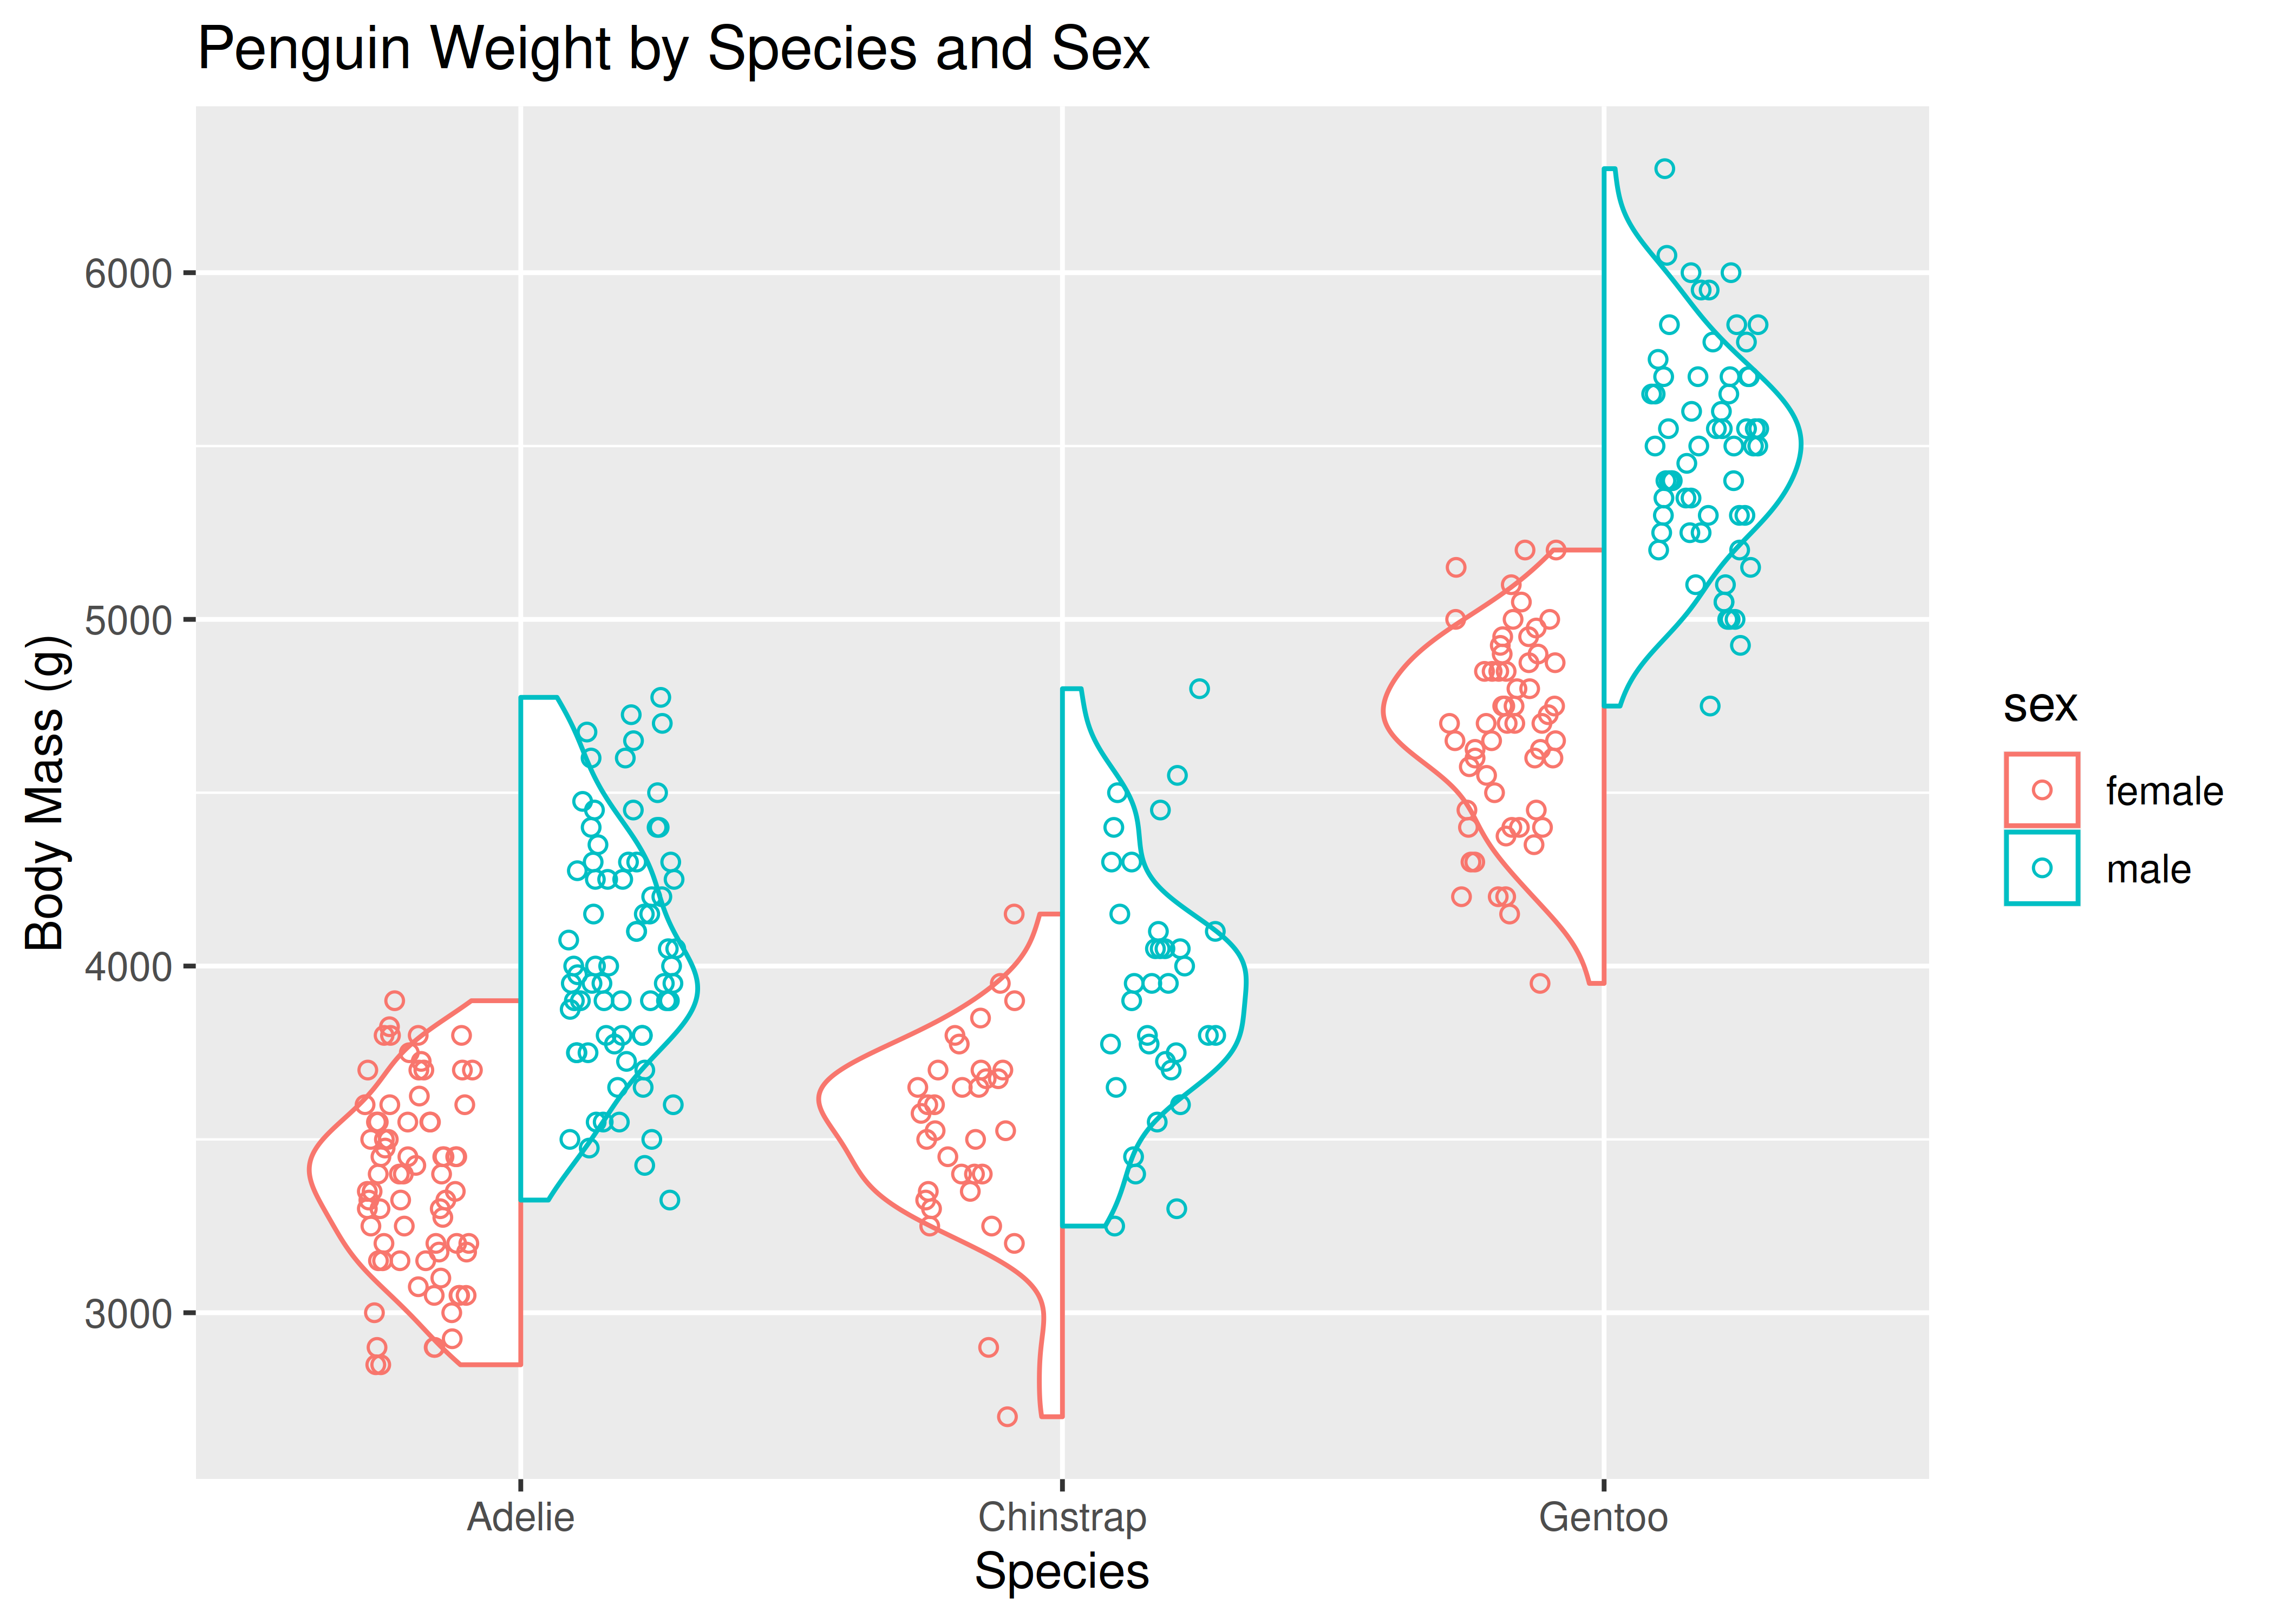 Penguin Weight by Species and Sex
Body Mass (g)
6000
5000
4000
3000
Adelie
Chinstrap
Gentoo
Species
sex
female
male